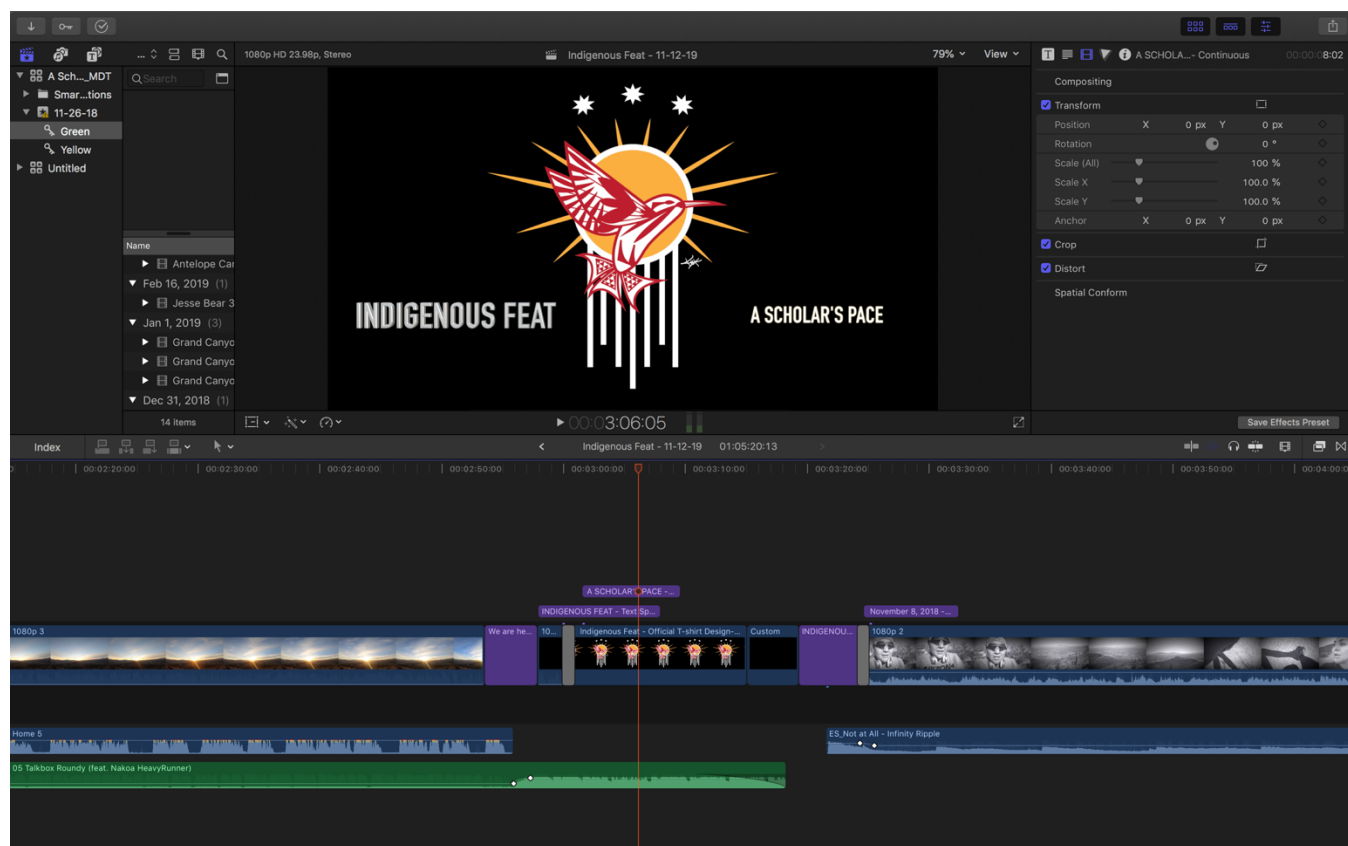 1080p HD 23.98p, Stereo
Indigenous Feat - 11-12-19
79%
View
A SCHOLA...- Continuous
00:00:08:02
A Sch..._MDT
Search
Smar...tions
11-26-18
Green
Yellow
Untitled
Name
Antelope Ca
Feb 16, 2019 (1)
Jesse Bear 3
Jan 1, 2019 (3)
Grand Canyo
Grand Canyo
Grand Canyo
Dec 31, 2018 (1)
14 items
INDIGENOUS FEAT
A SCHOLAR'S PACE
00:03:06:05
Compositing
Transform
Position X 0 px Y 0 px
Rotation 0 °
Scale (All) 100 %
Scale X 100.0 %
Scale Y 100.0 %
Anchor X 0 px Y 0 px
Crop
Distort
Spatial Conform
Save Effects Preset
Index
Indigenous Feat - 11-12-19 01:05:20:13
00:02:20:00 00:02:30:00 00:02:40:00 00:02:50:00 00:03:00:00 00:03:10:00 00:03:20:00 00:03:30:00 00:03:40:00 00:03:50:00 00:04:00:0
A SCHOLAR'S PACE -...
INDIGENOUS FEAT - Text Sp...
November 8, 2018 -...
1080p 3
We are he...
10...
Indigenous Feat - Official T-shirt Design-...
Custom
INDIGENOU...
1080p 2
Home 5
ES_Not at All - Infinity Ripple
05 Talkbox Roundy (feat. Nakoa HeavyRunner)